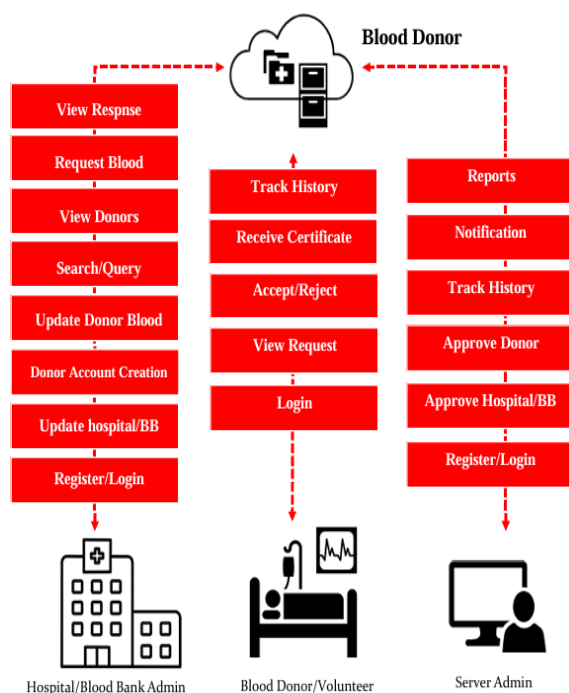 Blood Donor
View Respnse
Request Blood
View Donors
Search/Query
Update Donor Blood
Donor Account Creation
Update hospital/BB
Register/Login
Hospital/Blood Bank Admin
Track History
Receive Certificate
Accept/Reject
View Request
Login
Blood Donor/Volunteer
Reports
Notification
Track History
Approve Donor
Approve Hospital/BB
Register/Login
Server Admin